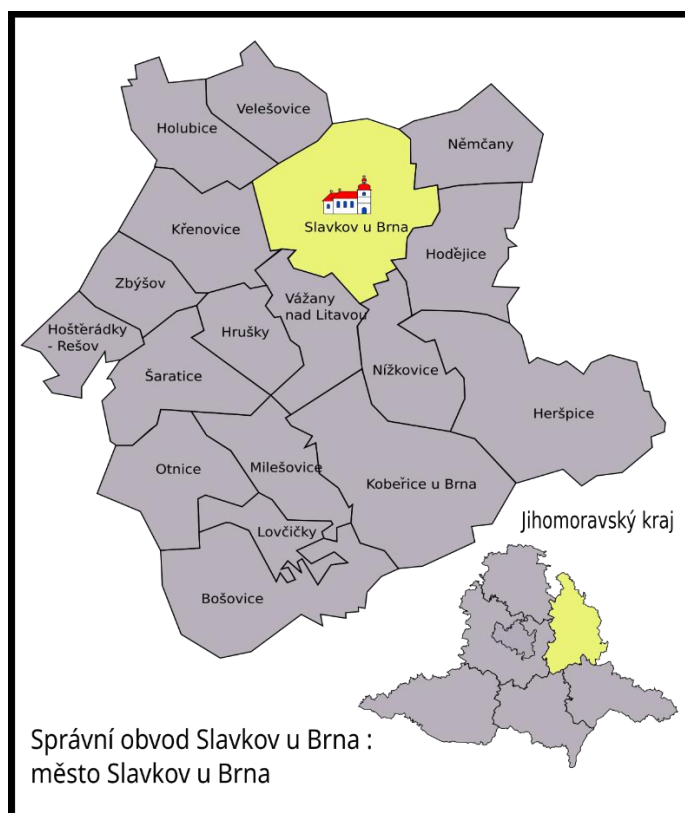 Velešovice
Holubice
Němčany
Slavkov u Brna
Křenovice
Hodějice
Zbýšov
Vážany
nad Litavou
Hošťěrádky
- Rešov
Hrušky
Šaratice
Nížkovice
Heršpice
Otnice
Milešovice
Kobeřice u Brna
Lovčičky
Bošovice
Jihomoravský kraj
Správní obvod Slavkov u Brna :
město Slavkov u Brna